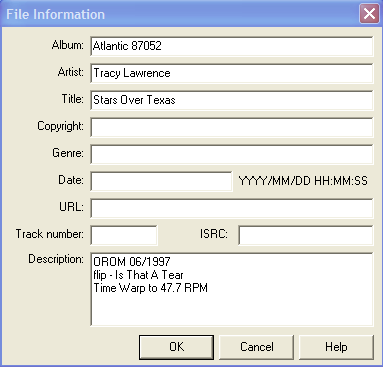 File Information
Album: Atlantic 87052
Artist: Tracy Lawrence
Title: Stars Over Texas
Copyright:
Genre:
Date: YYYY/MM/DD HH:MM:SS
URL:
Track number: ISRC:
Description: OROM 06/1997
flip - Is That A Tear
Time Warp to 47.7 RPM
OK Cancel Help